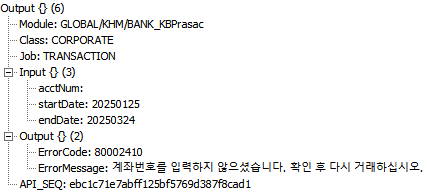 Output {} (6)
Module: GLOBAL/KHM/BANK_KBPrasac
Class: CORPORATE
Job: TRANSACTION
Input {} (3)
acctNum:
startDate: 20250125
endDate: 20250324
Output {} (2)
ErrorCode: 80002410
ErrorMessage: 계좌번호를 입력하지 않으셨습니다. 확인 후 다시 거래하십시오.
API_SEQ: ebc1c71e7abff125bf5769d387f8cad1